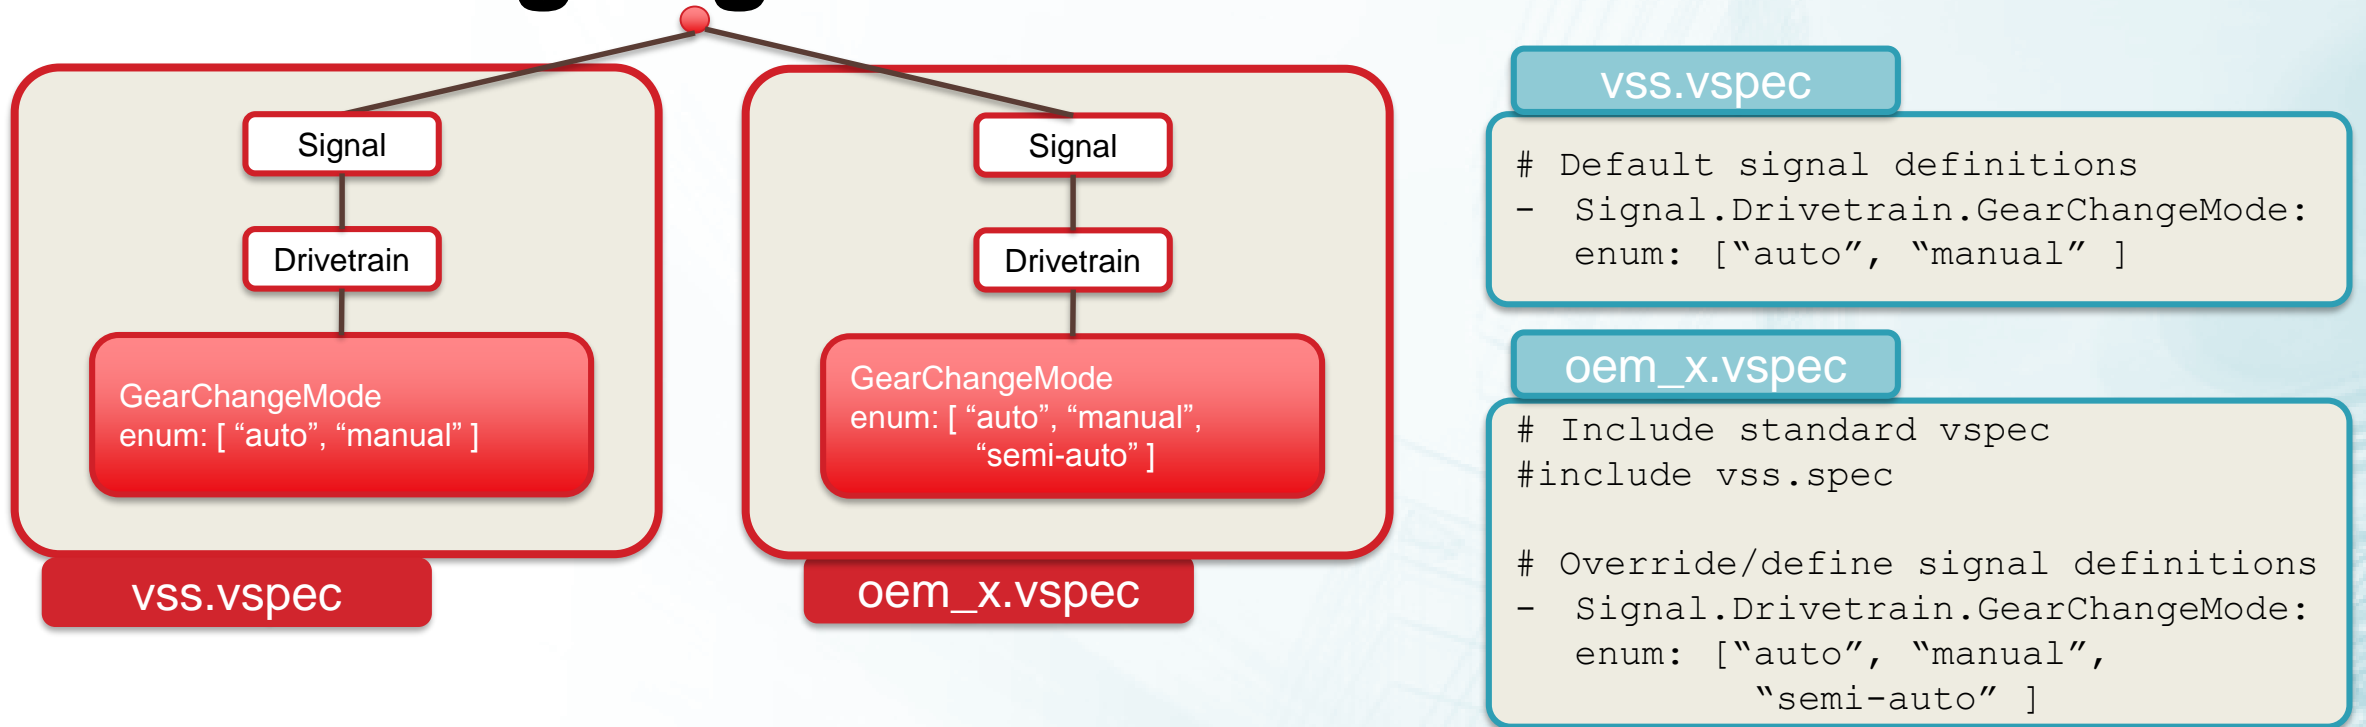 Signal
Drivetrain
GearChangeMode
enum: [ “auto”, “manual” ]
vss.vspec
Signal
Drivetrain
GearChangeMode
enum: [ “auto”, “manual”,
“semi-auto” ]
oem_x.vspec
vss.vspec
# Default signal definitions
- Signal.Drivetrain.GearChangeMode:
enum: [“auto”, “manual” ]
oem_x.vspec
# Include standard vspec
#include vss.spec
# Override/define signal definitions
- Signal.Drivetrain.GearChangeMode:
enum: [“auto”, “manual”,
“semi-auto” ]